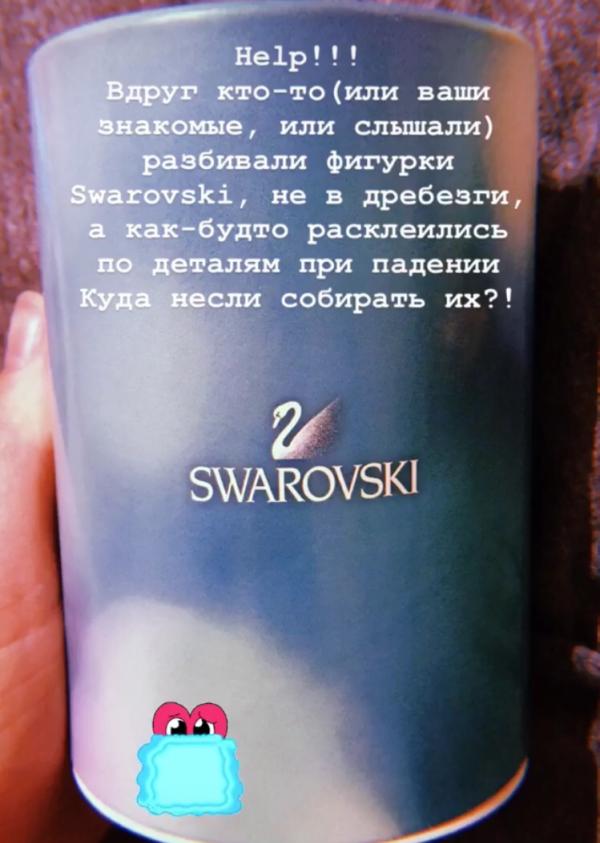 Help!!!
Вдруг кто-то(или ваши
знакомые, или слышали)
разбивали фигурки
Swarovski, не в дребезги,
а как-будто расклеились
по деталям при падении
Куда несли собирать их?!
SWAROVSKI